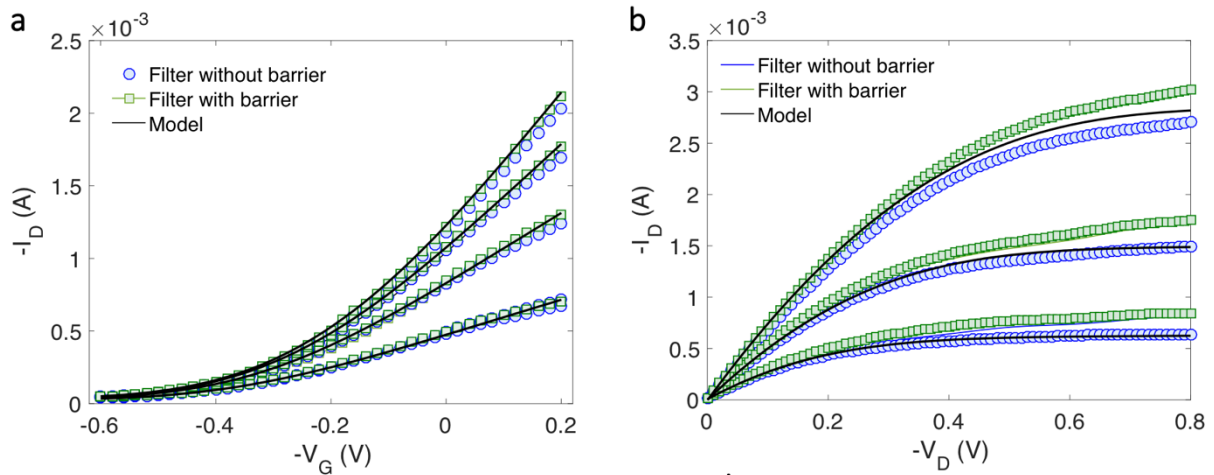 a
×10⁻³
2.5
2
1.5
1
0.5
0
-I_D (A)
Filter without barrier
Filter with barrier
Model
-0.6 -0.4 -0.2 0 0.2
-V_G (V)
b
×10⁻³
3.5
3
2.5
2
1.5
1
0.5
0
-I_D (A)
Filter without barrier
Filter with barrier
Model
0 0.2 0.4 0.6 0.8
-V_D (V)